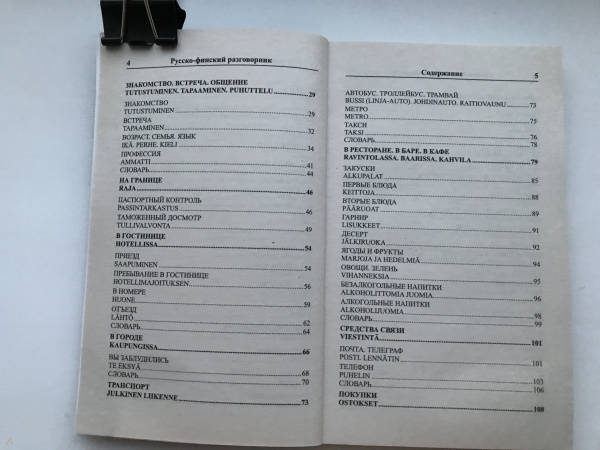 4 Русско-финский разговорник
ЗНАКОМСТВО. ВСТРЕЧА. ОБЩЕНИЕ
TUTUSTUMINEN. TAPAAMINEN. PUHUTTELU 29
ЗНАКОМСТВО
TUTUSTUMINEN 29
ВСТРЕЧА
TAPAAMINEN 32
ВОЗРАСТ. СЕМЬЯ. ЯЗЫК
IKÄ. PERHE. KIELI 34
ПРОФЕССИЯ
AMMATTI 41
СЛОВАРЬ 44
НА ГРАНИЦЕ
RAJA 46
ПАСПОРТНЫЙ КОНТРОЛЬ
PASSINTARKASTUS 46
ТАМОЖЕННЫЙ ДОСМОТР
TULLIVALVONTA 49
В ГОСТИНИЦЕ
HOTELLISSA 54
ПРИЕЗД
SAAPUMINEN 54
ПРЕБЫВАНИЕ В ГОСТИНИЦЕ
HOTELLIMAJOITUKSEN 56
В НОМЕРЕ
HUONE 59
ОТЪЕЗД
LÄHTÖ 62
СЛОВАРЬ 64
В ГОРОДЕ
KAUPUNGISSA 66
ВЫ ЗАБЛУДИЛИСЬ
TE EKSYÄ 68
СЛОВАРЬ 70
ТРАНСПОРТ
JULKINEN LIIKENNE 73
Содержание 5
АВТОБУС. ТРОЛЛЕЙБУС. ТРАМВАЙ
BUSSI (LINJA-AUTO). JOHDINAUTO. RAITIOVAUNU 73
МЕТРО
METRO 75
ТАКСИ
TAKSI 76
СЛОВАРЬ 78
В РЕСТОРАНЕ. В БАРЕ. В КАФЕ
RAVINTOLASSA. BAARISSA. KAHVILA 79
ЗАКУСКИ
ALKUPALAT 85
ПЕРВЫЕ БЛЮДА
KEITTOJA 88
ВТОРЫЕ БЛЮДА
PÄÄRUOAT 89
ГАРНИР
LISUKKEET 91
ДЕСЕРТ
JÄLKIRUOKA 92
ЯГОДЫ И ФРУКТЫ
MARJOJA JA HEDELMIÄ 94
ОВОЩИ. ЗЕЛЕНЬ
VIHANNEKSIA 95
БЕЗАЛКОГОЛЬНЫЕ НАПИТКИ
ALKOHOLITTOMIA JUOMIA 96
АЛКОГОЛЬНЫЕ НАПИТКИ
ALKOHOLIJUOMIA 98
СЛОВАРЬ 99
СРЕДСТВА СВЯЗИ
VIESTINTÄ 101
ПОЧТА. ТЕЛЕГРАФ
POSTI. LENNÄTIN 101
ТЕЛЕФОН
PUHELIN 103
СЛОВАРЬ 106
ПОКУПКИ
OSTOKSET 108